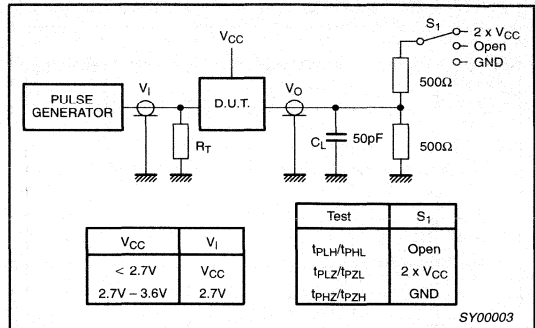 S1
2 x VCC
Open
GND
VCC
500Ω
PULSE
GENERATOR
VI
D.U.T.
VO
RT
CL
50pF
500Ω
VCC VI
< 2.7V VCC
2.7V – 3.6V 2.7V
Test S1
tPLH/tPHL Open
tPLZ/tPZL 2 x VCC
tPHZ/tPZH GND
SY00003